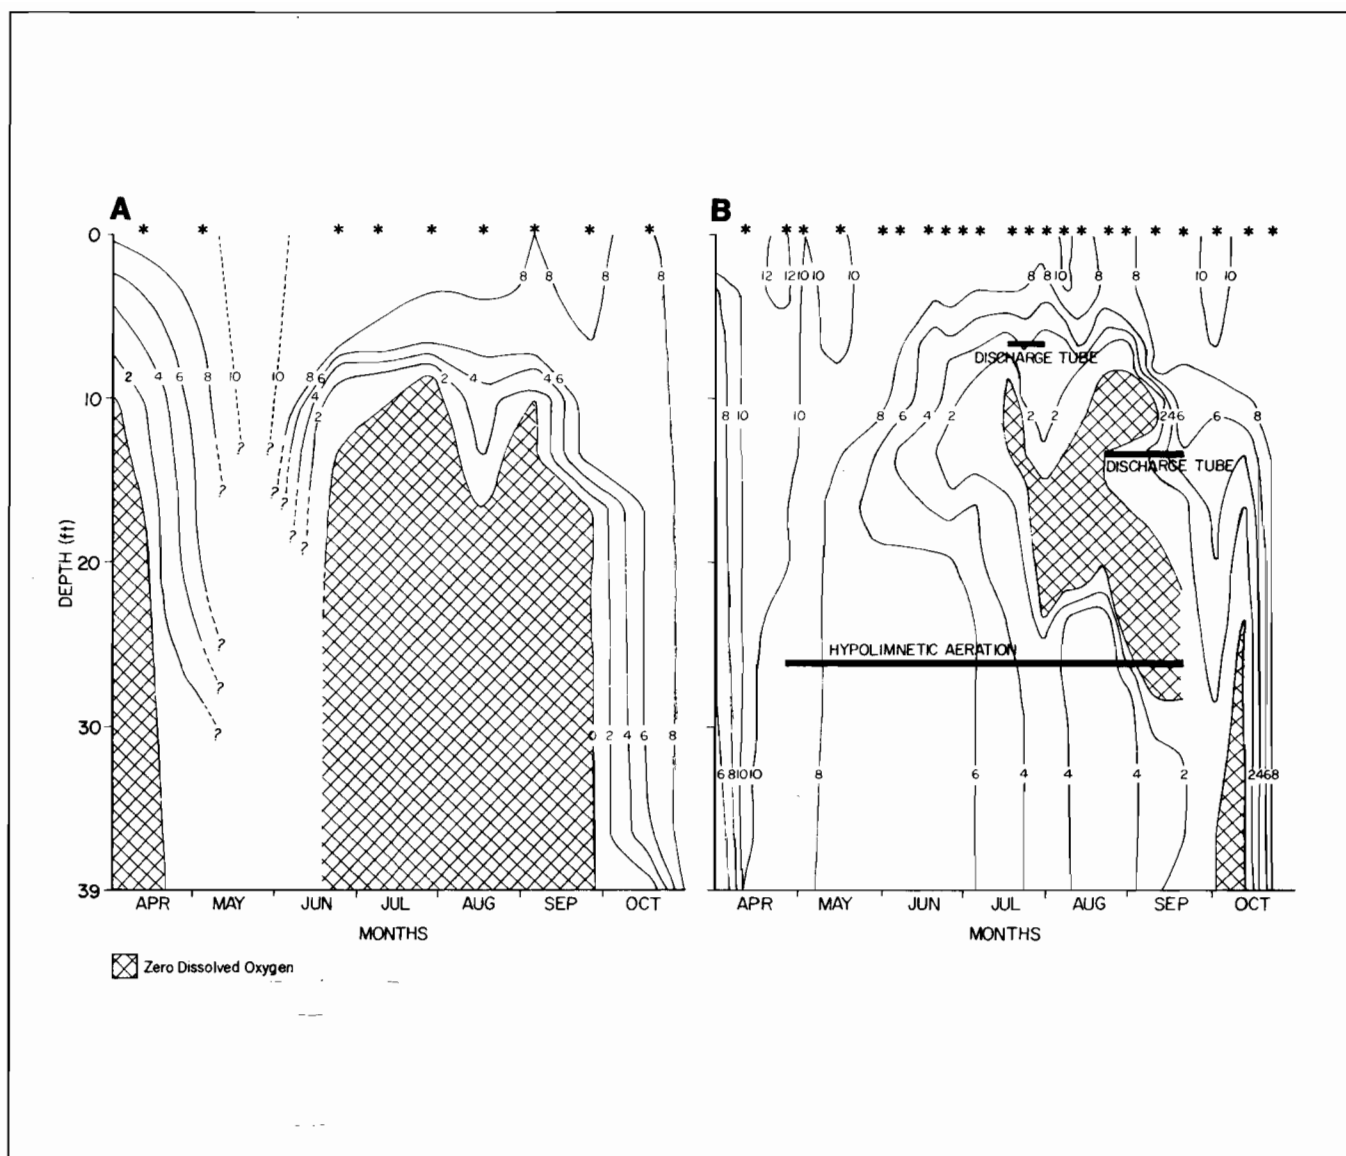 A
B
* * * * * * * * *
* * * * * * * * * * * * * * * * * * * * * *
0
10
20
30
39
DEPTH (ft)
8 8 8 8
2 4 6 8 10 10 8 6 2 4 4 6
4
2
? ?
?
?
?
?
?
?
?
?
0 2 4 6 8
APR MAY JUN JUL AUG SEP OCT
MONTHS
Zero Dissolved Oxygen
12 12 10 10 10 8 8 10 8 8 10 10
DISCHARGE TUBE
8 10 10 8 6 4 2 2 2 2 4 6 6 8
DISCHARGE TUBE
HYPOLIMNETIC AERATION
6 8 10 10 8 6 4 4 4 2 2 4 6 8
APR MAY JUN JUL AUG SEP OCT
MONTHS